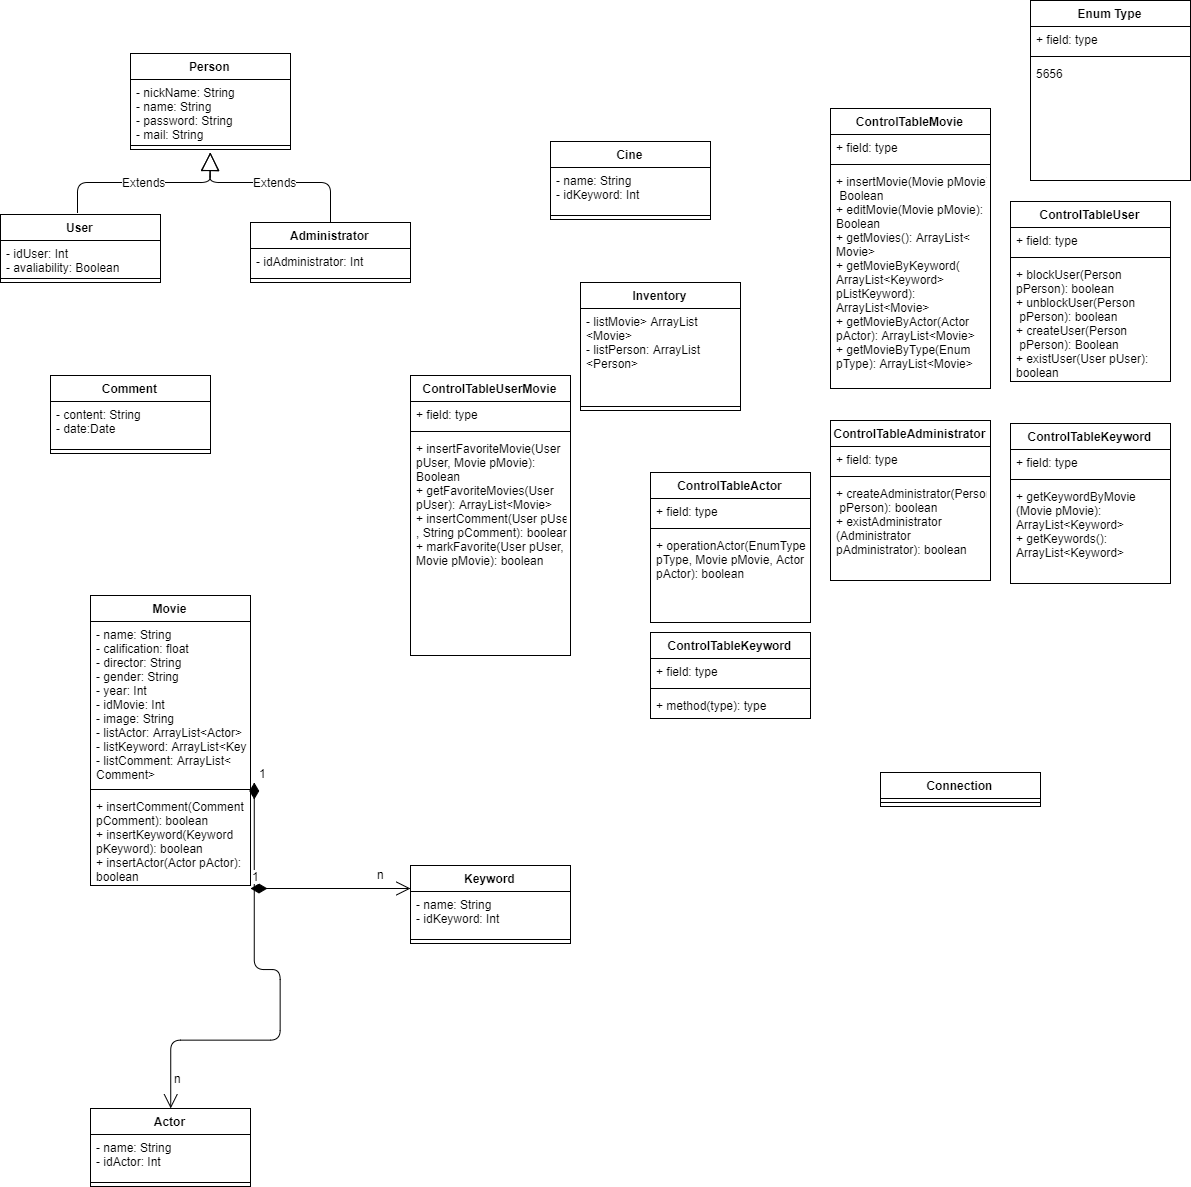 Enum Type
+ field: type
5656
Person
- nickName: String
- name: String
- password: String
- mail: String
Extends
Extends
User
- idUser: Int
- avaliability: Boolean
Administrator
- idAdministrator: Int
Cine
- name: String
- idKeyword: Int
ControlTableMovie
+ field: type
+ insertMovie(Movie pMovie
Boolean
+ editMovie(Movie pMovie):
Boolean
+ getMovies(): ArrayList<
Movie>
+ getMovieByKeyword(
ArrayList<Keyword>
pListKeyword):
ArrayList<Movie>
+ getMovieByActor(Actor
pActor): ArrayList<Movie>
+ getMovieByType(Enum
pType): ArrayList<Movie>
ControlTableUser
+ field: type
+ blockUser(Person
pPerson): boolean
+ unblockUser(Person
pPerson): boolean
+ createUser(Person
pPerson): Boolean
+ existUser(User pUser):
boolean
Inventory
- listMovie> ArrayList
<Movie>
- listPerson: ArrayList
<Person>
Comment
- content: String
- date:Date
ControlTableUserMovie
+ field: type
+ insertFavoriteMovie(User
pUser, Movie pMovie):
Boolean
+ getFavoriteMovies(User
pUser): ArrayList<Movie>
+ insertComment(User pUse
, String pComment): boolear
+ markFavorite(User pUser,
Movie pMovie): boolean
ControlTableAdministrator
+ field: type
+ createAdministrator(Perso
pPerson): boolean
+ existAdministrator
(Administrator
pAdministrator): boolean
ControlTableKeyword
+ field: type
+ getKeywordByMovie
(Movie pMovie):
ArrayList<Keyword>
+ getKeywords():
ArrayList<Keyword>
ControlTableActor
+ field: type
+ operationActor(EnumType
pType, Movie pMovie, Actor
pActor): boolean
ControlTableKeyword
+ field: type
+ method(type): type
Movie
- name: String
- calification: float
- director: String
- gender: String
- year: Int
- idMovie: Int
- image: String
- listActor: ArrayList<Actor>
- listKeyword: ArrayList<Key
- listComment: ArrayList<
Comment>
+ insertComment(Comment
pComment): boolean
+ insertKeyword(Keyword
pKeyword): boolean
+ insertActor(Actor pActor):
boolean
1
1
n
Connection
Keyword
- name: String
- idKeyword: Int
n
Actor
- name: String
- idActor: Int